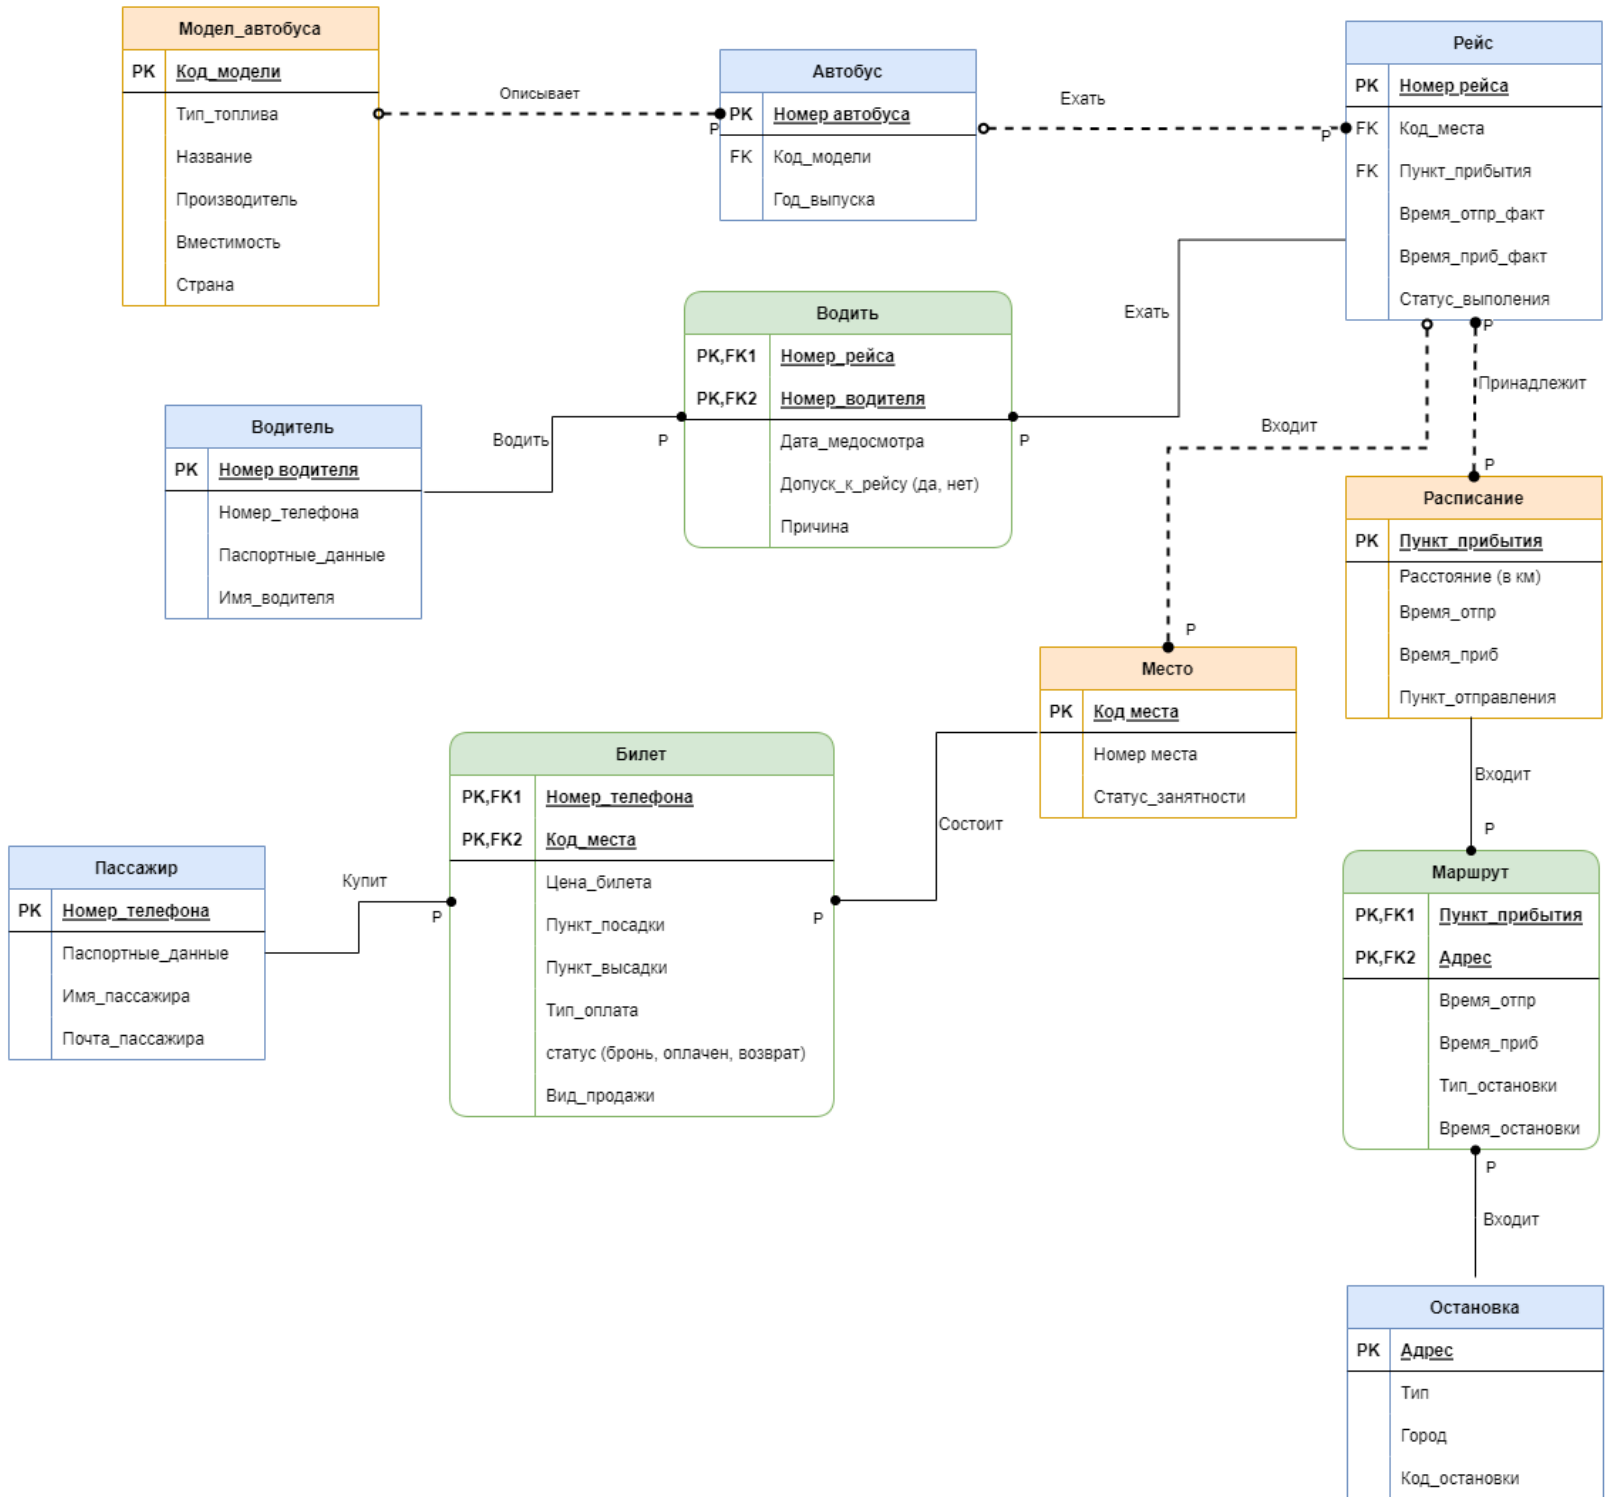 Модел_автобуса
PK Код_модели
Тип_топлива
Название
Производитель
Вместимость
Страна
Описывает
P
Автобус
PK Номер автобуса
FK Код_модели
Год_выпуска
Ехать
P
Рейс
PK Номер рейса
FK Код_места
FK Пункт_прибытия
Время_отпр_факт
Время_приб_факт
Статус_выполения
P
Принадлежит
P
Ехать
Входит
P
Водить
PK,FK1 Номер_рейса
PK,FK2 Номер_водителя
Дата_медосмотра
Допуск_к_рейсу (да, нет)
Причина
P
P
Водить
Водитель
PK Номер водителя
Номер_телефона
Паспортные_данные
Имя_водителя
Расписание
PK Пункт_прибытия
Расстояние (в км)
Время_отпр
Время_приб
Пункт_отправления
Входит
P
Место
PK Код места
Номер места
Статус_занятности
Состоит
P
Билет
PK,FK1 Номер_телефона
PK,FK2 Код_места
Цена_билета
Пункт_посадки
Пункт_высадки
Тип_оплата
статус (бронь, оплачен, возврат)
Вид_продажи
Купит
P
Пассажир
PK Номер_телефона
Паспортные_данные
Имя_пассажира
Почта_пассажира
Маршрут
PK,FK1 Пункт_прибытия
PK,FK2 Адрес
Время_отпр
Время_приб
Тип_остановки
Время_остановки
P
Входит
Остановка
PK Адрес
Тип
Город
Код_остановки